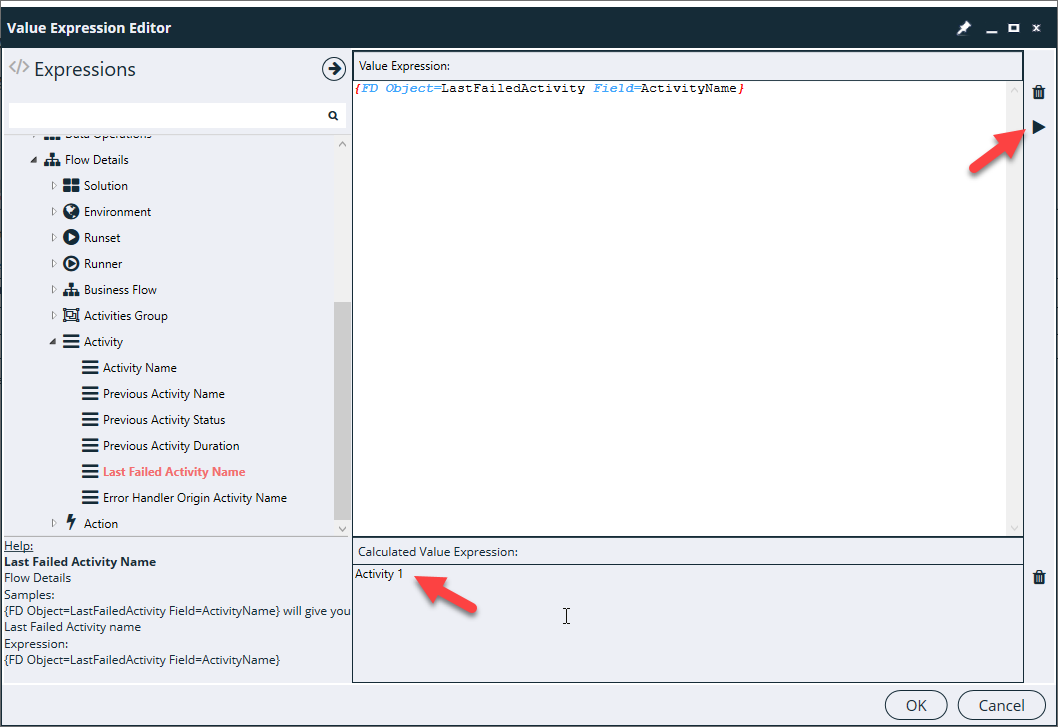 Value Expression Editor
Expressions
Data Operations
Flow Details
Solution
Environment
Runset
Runner
Business Flow
Activities Group
Activity
Activity Name
Previous Activity Name
Previous Activity Status
Previous Activity Duration
Last Failed Activity Name
Error Handler Origin Activity Name
Action
Help:
Last Failed Activity Name
Flow Details
Samples:
{FD Object=LastFailedActivity Field=ActivityName} will give you
Last Failed Activity name
Expression:
{FD Object=LastFailedActivity Field=ActivityName}
Value Expression:
{FD Object=LastFailedActivity Field=ActivityName}
Calculated Value Expression:
Activity 1
OK
Cancel